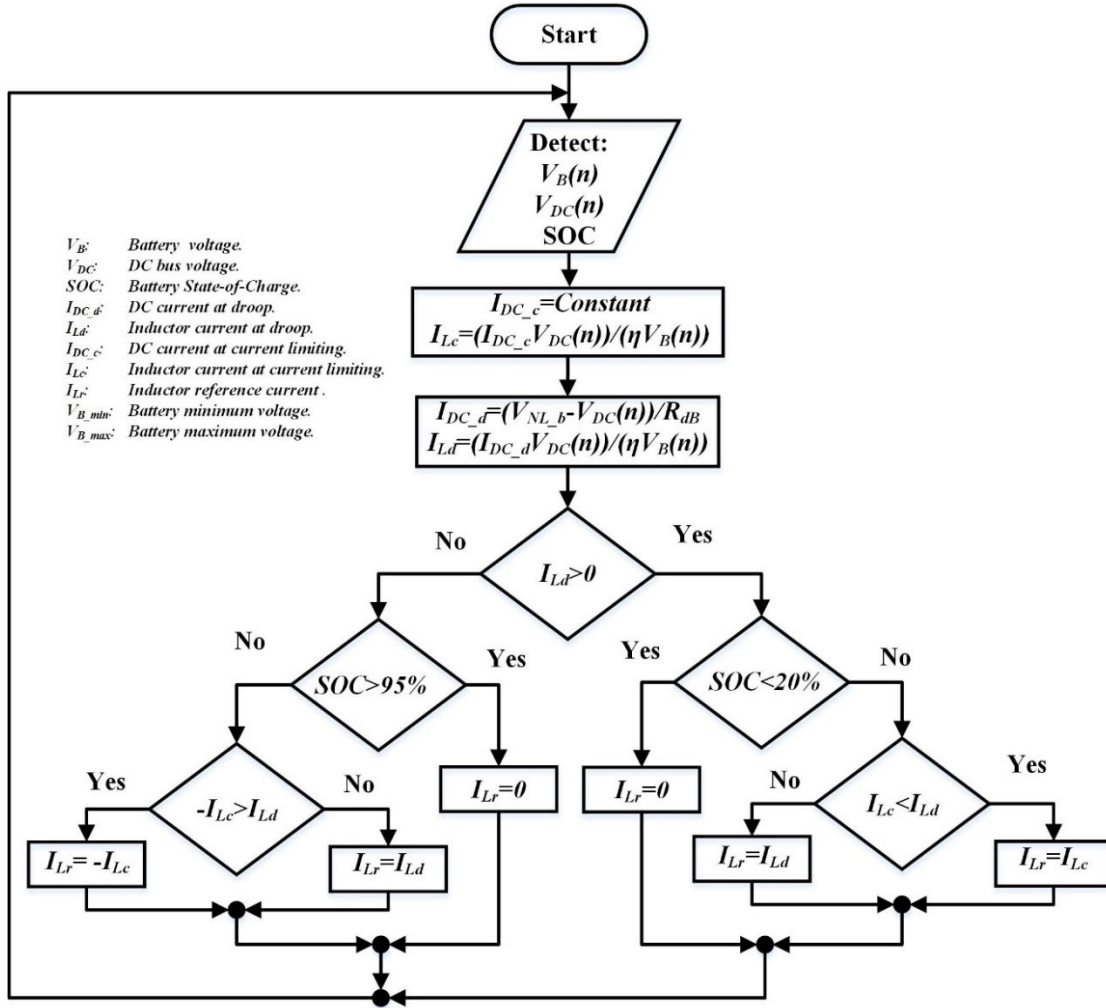 Start
Detect:
V_B(n)
V_DC(n)
SOC
V_B: Battery voltage.
V_DC: DC bus voltage.
SOC: Battery State-of-Charge.
I_DC_d: DC current at droop.
I_Ld: Inductor current at droop.
I_DC_c: DC current at current limiting.
I_Lc: Inductor current at current limiting.
I_Lr: Inductor reference current .
V_B_min: Battery minimum voltage.
V_B_max: Battery maximum voltage.
I_DC_c=Constant
I_Lc=(I_DC_c V_DC(n))/(ηV_B(n))
I_DC_d=(V_NL_b-V_DC(n))/R_dB
I_Ld=(I_DC_d V_DC(n))/(ηV_B(n))
No
Yes
I_Ld>0
No
Yes
SOC>95%
Yes
No
SOC<20%
Yes
No
-I_Lc>I_Ld
I_Lr=0
I_Lr=0
No
Yes
I_Lc<I_Ld
I_Lr= -I_Lc
I_Lr=I_Ld
I_Lr=I_Ld
I_Lr=I_Lc